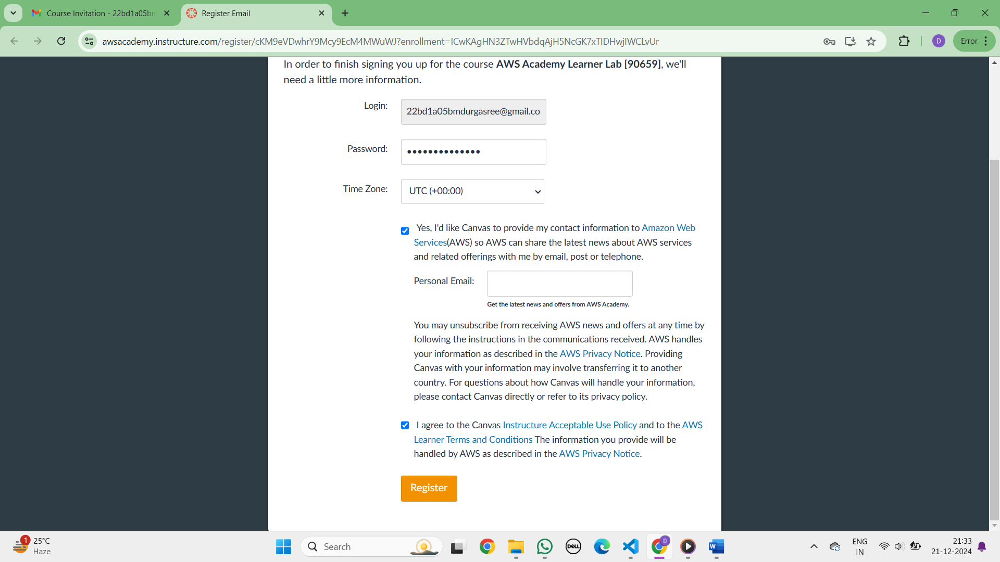 Course Invitation - 22bd1a05bm
Register Email
awsacademy.instructure.com/register/cKM9eVDwhrY9Mcy9EcM4MWuWJ?enrollment=ICwKAgHN3ZTwHVbdqAjH5NcGK7xTIDHwjIWCLvUr
D
Error
In order to finish signing you up for the course AWS Academy Learner Lab [90659], we'll
need a little more information.
Login:
22bd1a05bmdurgasree@gmail.co
Password:
••••••••••••••
Time Zone:
UTC (+00:00)
Yes, I'd like Canvas to provide my contact information to Amazon Web
Services(AWS) so AWS can share the latest news about AWS services
and related offerings with me by email, post or telephone.
Personal Email:
Get the latest news and offers from AWS Academy.
You may unsubscribe from receiving AWS news and offers at any time by
following the instructions in the communications received. AWS handles
your information as described in the AWS Privacy Notice. Providing
Canvas with your information may involve transferring it to another
country. For questions about how Canvas will handle your information,
please contact Canvas directly or refer to its privacy policy.
I agree to the Canvas Instructure Acceptable Use Policy and to the AWS
Learner Terms and Conditions The information you provide will be
handled by AWS as described in the AWS Privacy Notice.
Register
1
25°C
Haze
Search
DELL
D
W
ENG
IN
21:33
21-12-2024